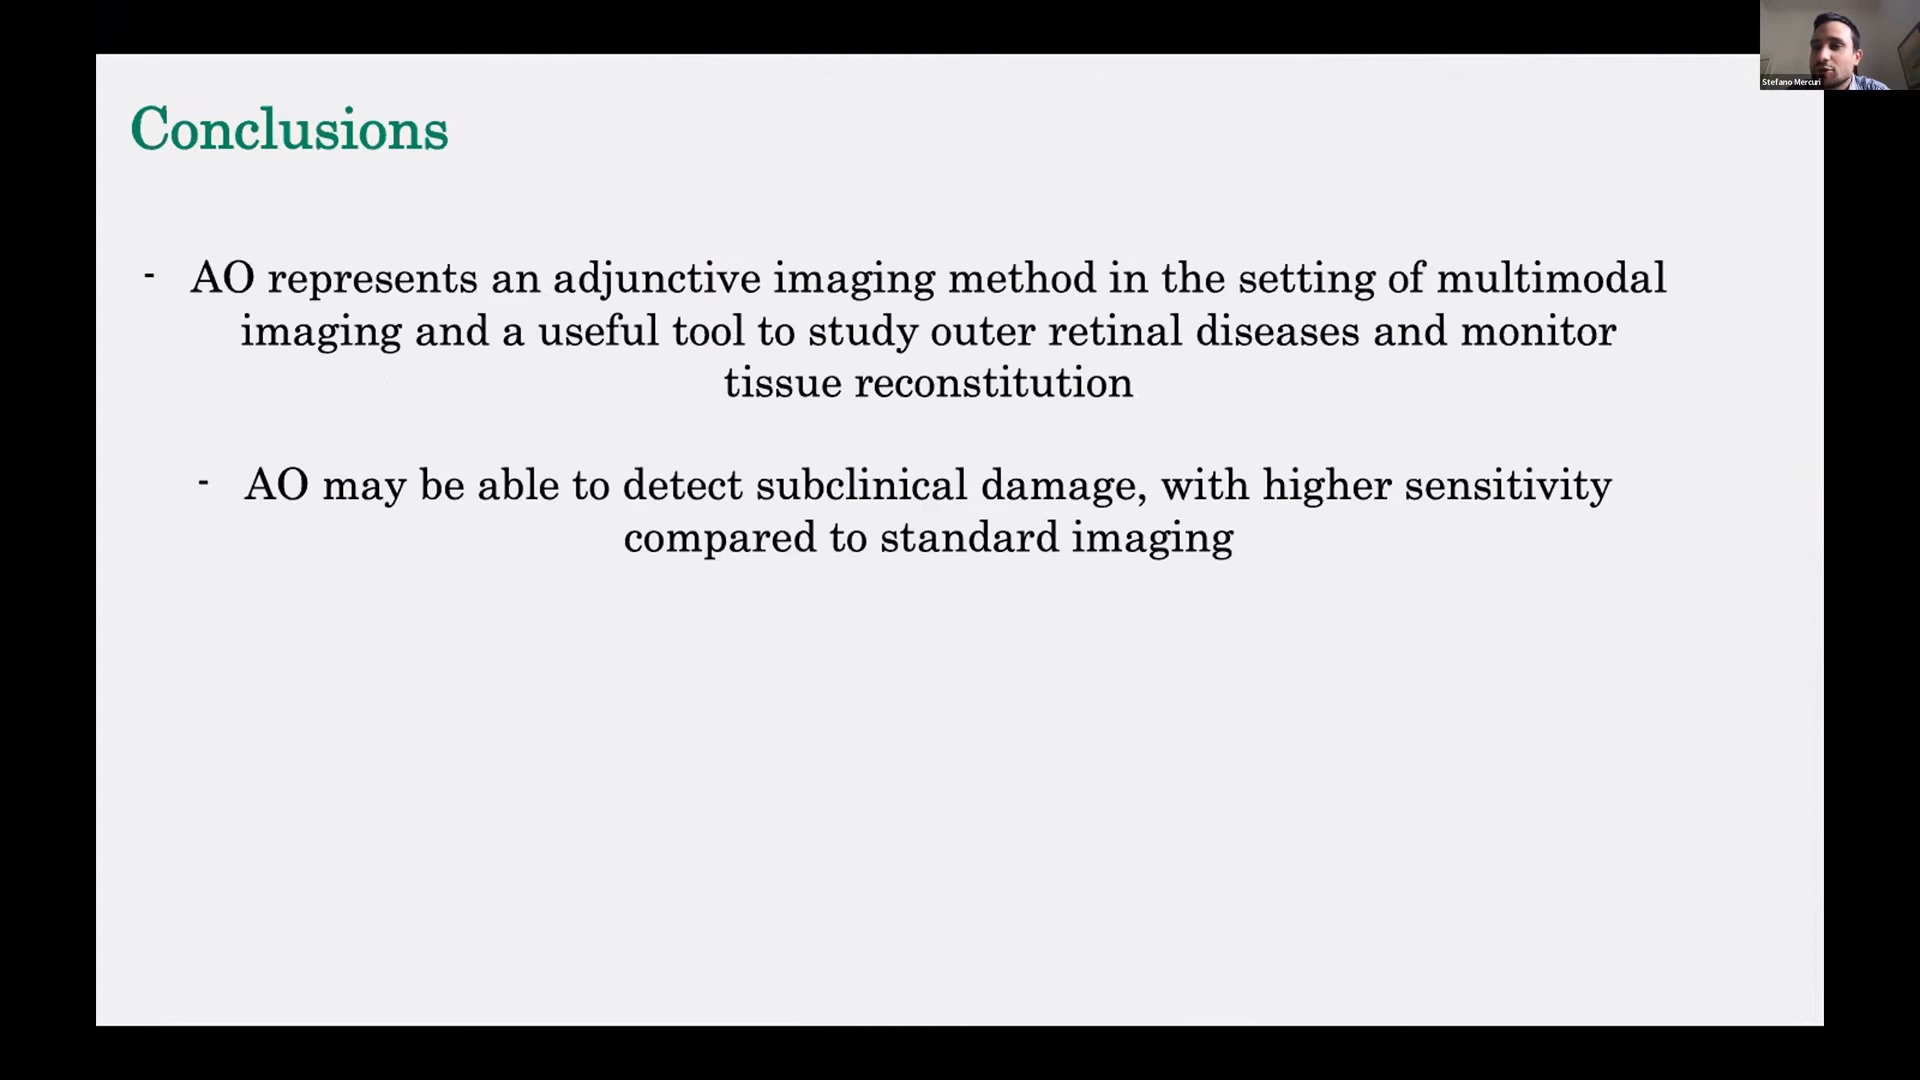 Conclusions
- AO represents an adjunctive imaging method in the setting of multimodal
imaging and a useful tool to study outer retinal diseases and monitor
tissue reconstitution
- AO may be able to detect subclinical damage, with higher sensitivity
compared to standard imaging
Stefano Mercuri